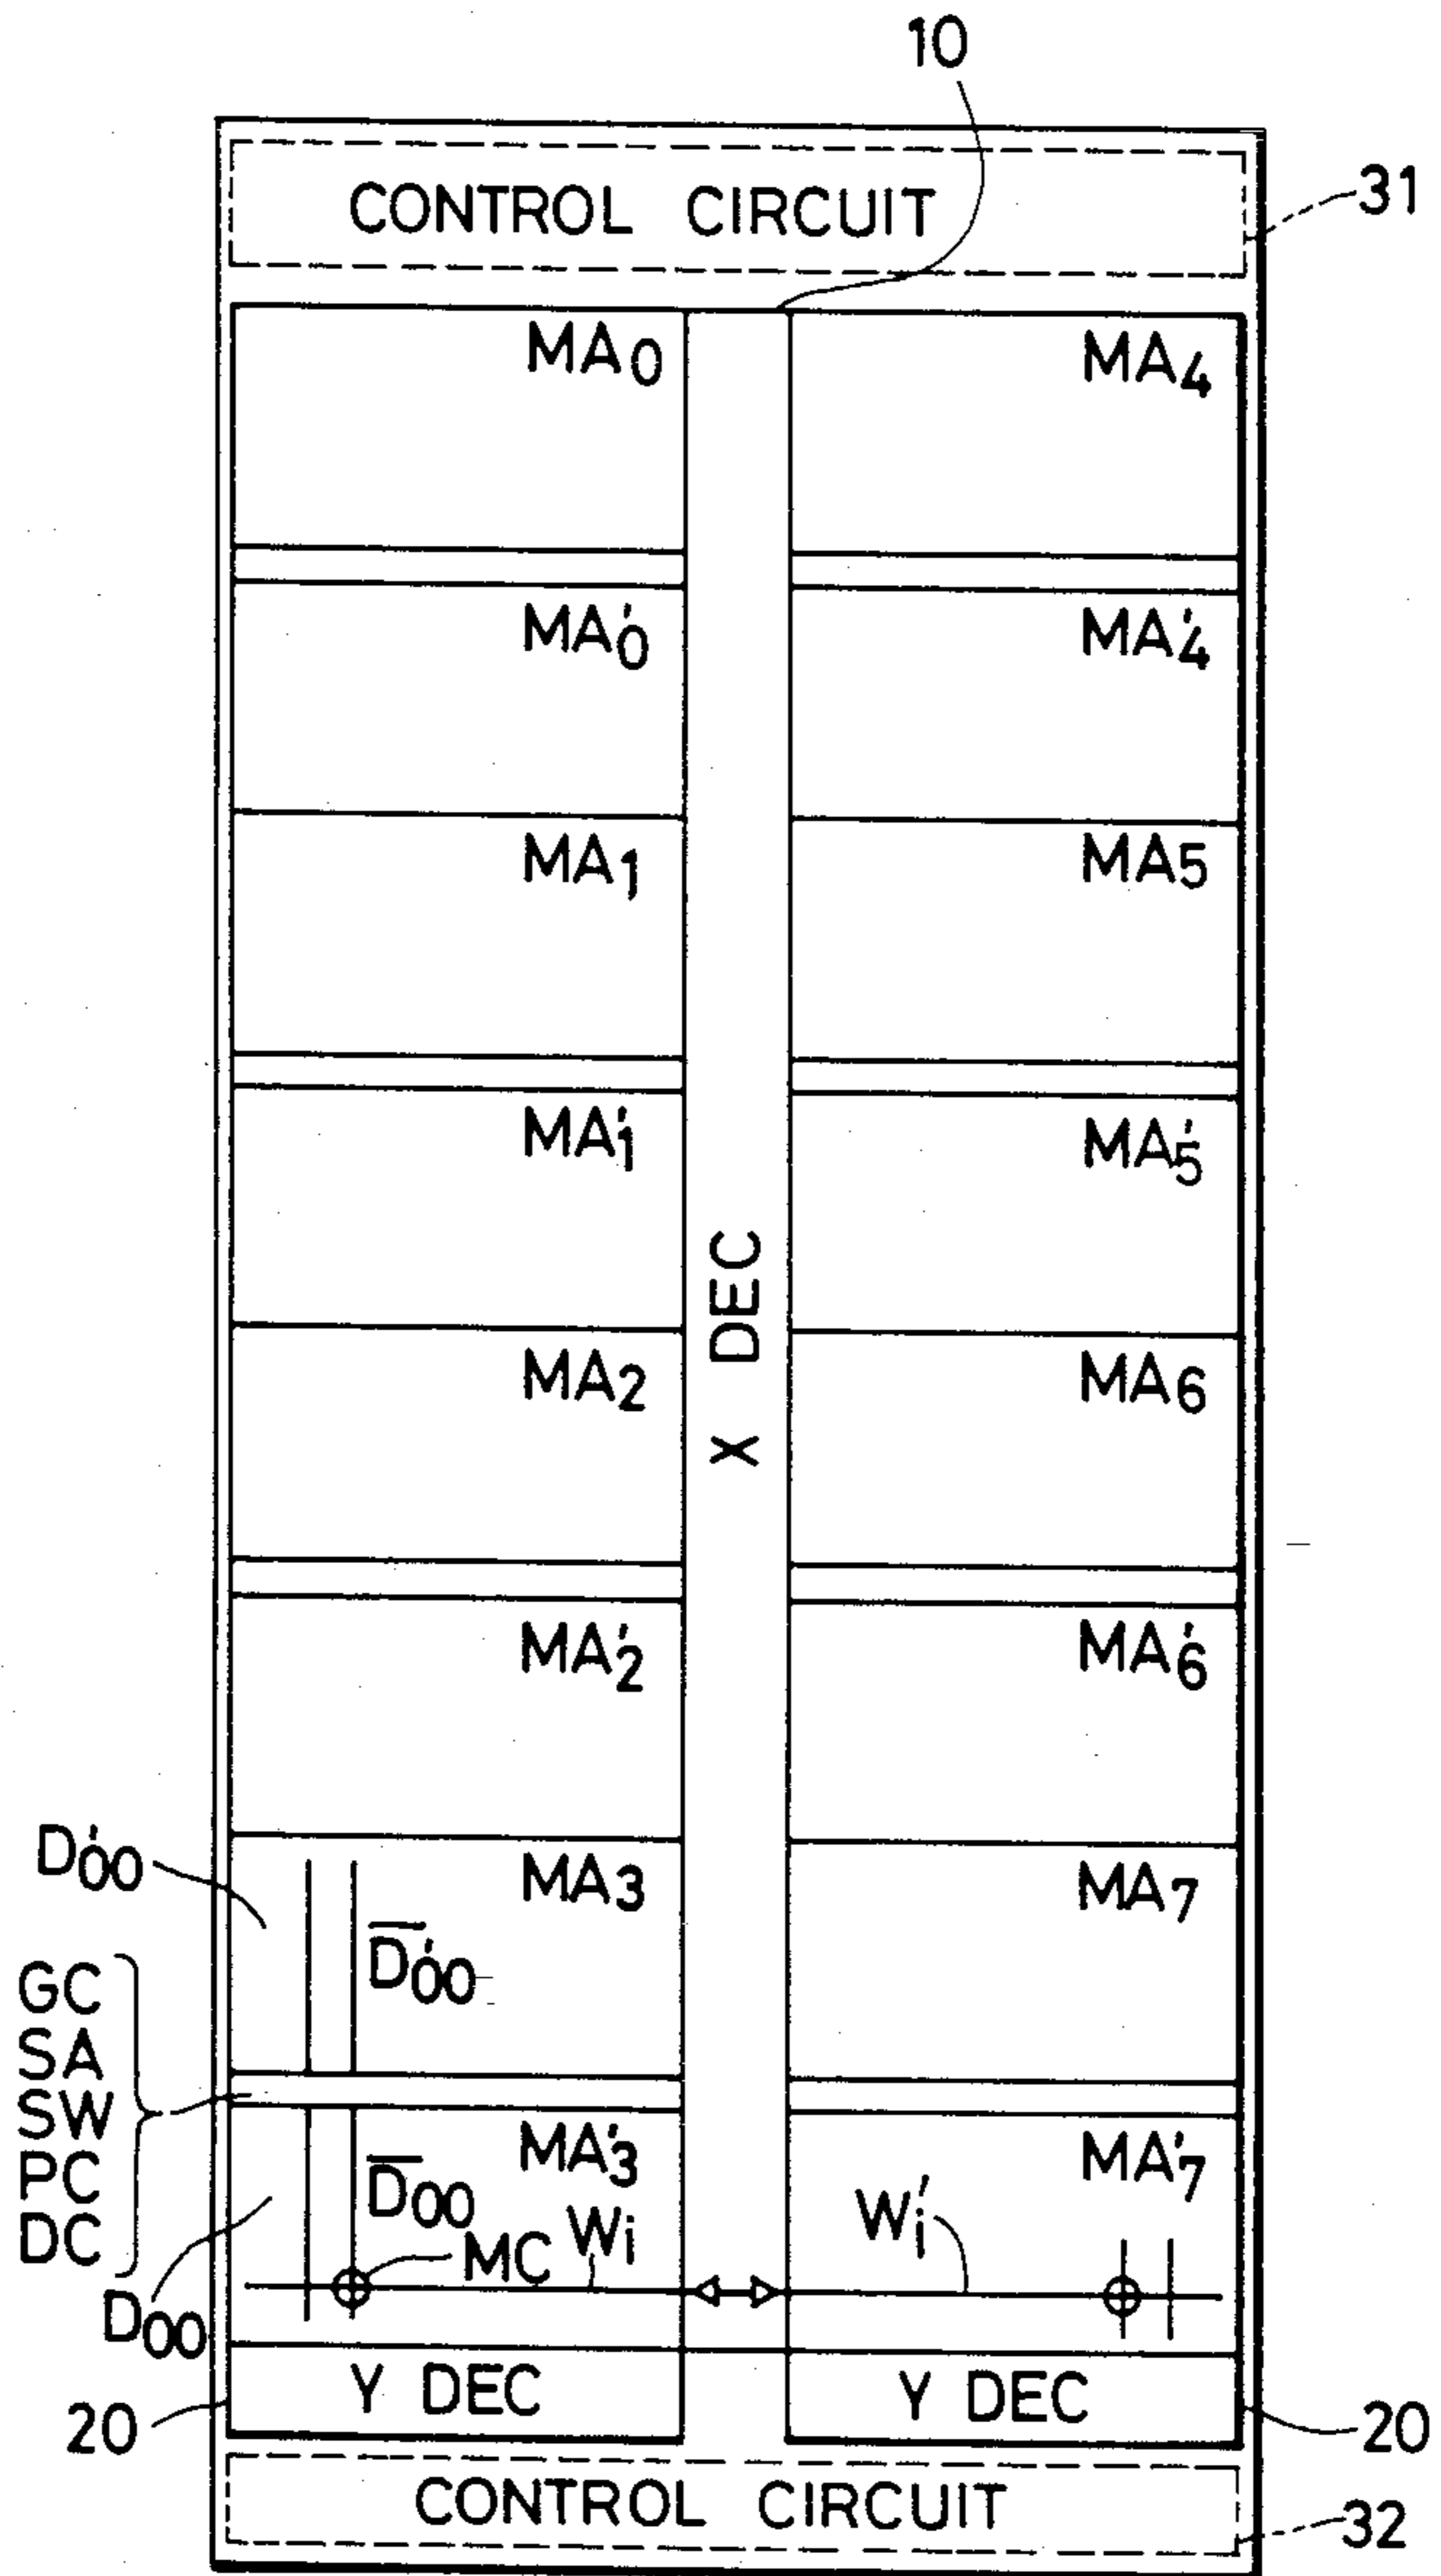 10
CONTROL CIRCUIT
31
MA0
MA4
MA'0
MA'4
MA1
MA5
MA'1
MA'5
X DEC
MA2
MA6
MA'2
MA'6
D'00
MA3
MA7
D̅'00
GC
SA
SW
PC
DC
MA'3
MA'7
D̅00
Wi
W'i
MC
D00
Y DEC
Y DEC
20
20
CONTROL CIRCUIT
32